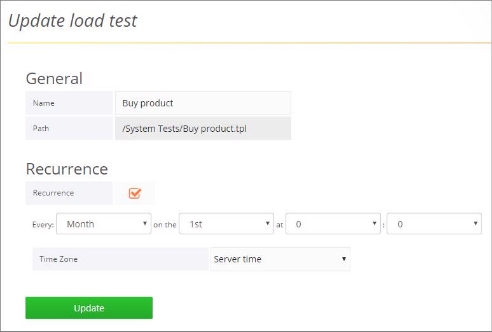 Update load test
General
Name Buy product
Path /System Tests/Buy product.tpl
Recurrence
Recurrence
Every: Month on the 1st at 0 : 0
Time Zone Server time
Update